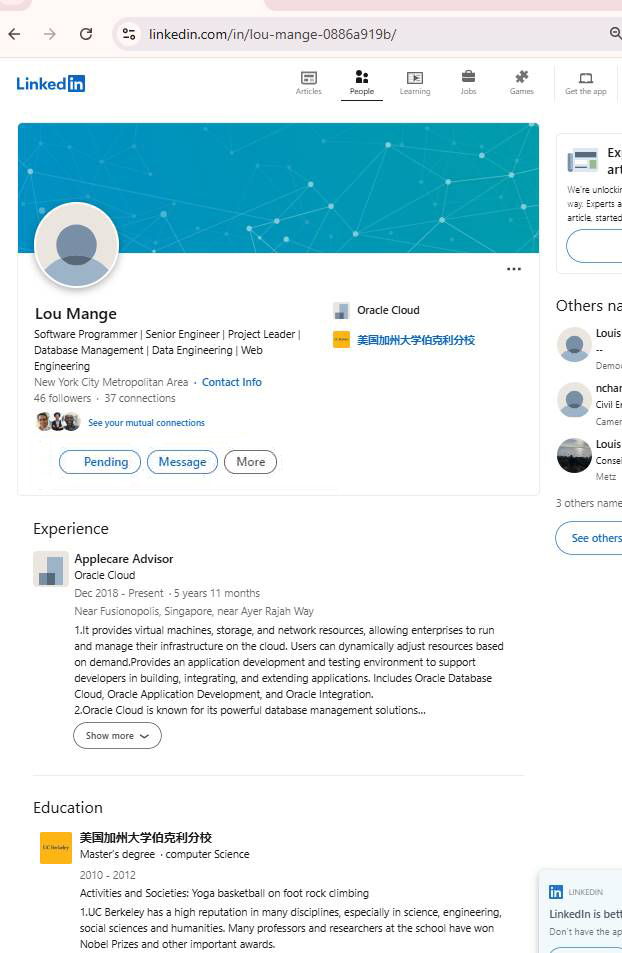 linkedin.com/in/lou-mange-0886a919b/
Linked in
Articles
People
Learning
Jobs
Games
Get the app
Lou Mange
Software Programmer | Senior Engineer | Project Leader |
Database Management | Data Engineering | Web
Engineering
New York City Metropolitan Area · Contact Info
46 followers · 37 connections
See your mutual connections
Oracle Cloud
UC Berkeley
美国加州大学伯克利分校
Pending
Message
More
Experience
Applecare Advisor
Oracle Cloud
Dec 2018 - Present · 5 years 11 months
Near Fusionopolis, Singapore, near Ayer Rajah Way
1.It provides virtual machines, storage, and network resources, allowing enterprises to run
and manage their infrastructure on the cloud. Users can dynamically adjust resources based
on demand.Provides an application development and testing environment to support
developers in building, integrating, and extending applications. Includes Oracle Database
Cloud, Oracle Application Development, and Oracle Integration.
2.Oracle Cloud is known for its powerful database management solutions...
Show more
Education
UC Berkeley
美国加州大学伯克利分校
Master's degree · computer Science
2010 - 2012
Activities and Societies: Yoga basketball on foot rock climbing
1.UC Berkeley has a high reputation in many disciplines, especially in science, engineering,
social sciences and humanities. Many professors and researchers at the school have won
Nobel Prizes and other important awards.
Ex
art
We're unlockin
way. Experts a
article, started
Others na
Louis
--
Democ
nchar
Civil En
Camer
Louis
Consei
Metz
3 others name
See others
in LINKEDIN
LinkedIn is bett
Don't have the ap